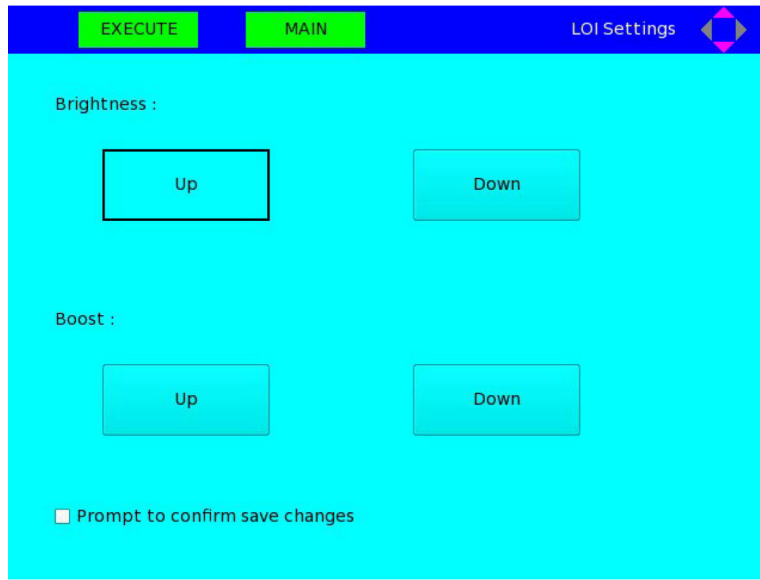 EXECUTE MAIN LOI Settings
Brightness :
Up Down
Boost :
Up Down
Prompt to confirm save changes